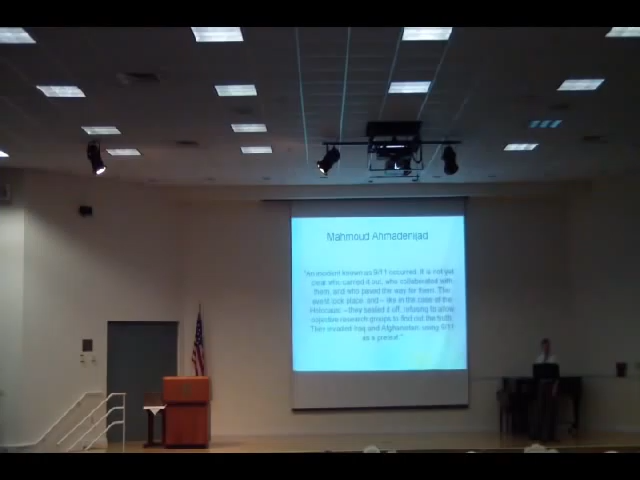 Mahmoud Ahmadenijad
"An incident known as 9/11 occurred. It is not yet
clear who carried it out, who collaborated with
them, and who paved the way for them. The
event took place, and – like in the case of the
Holocaust – they sealed it off, refusing to allow
objective research groups to find out the truth.
They invaded Iraq and Afghanistan using 9/11
as a pretext."